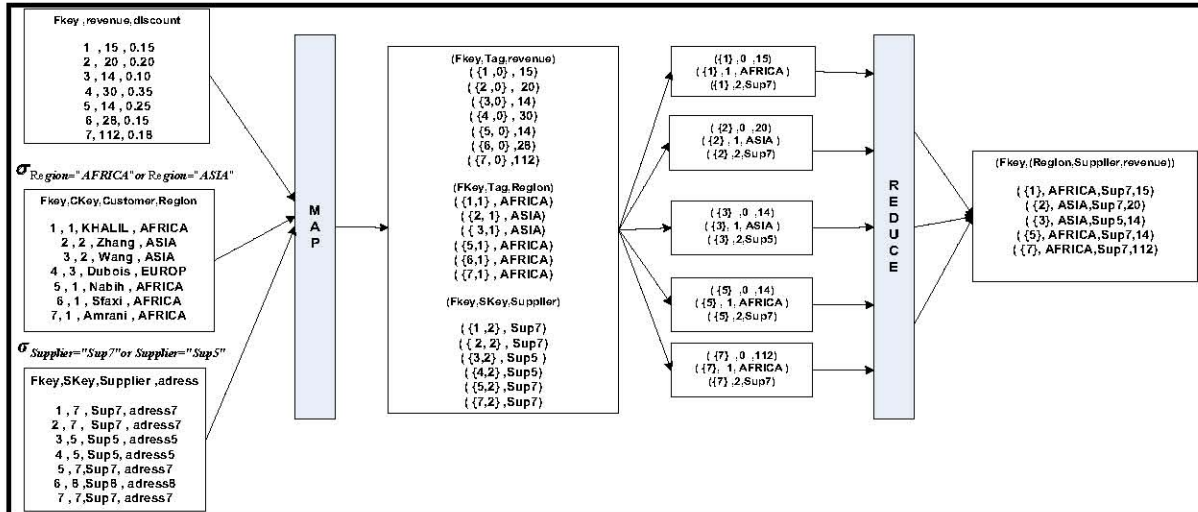 Fkey ,revenue,discount
1 , 15 , 0.15
2 , 20 , 0.20
3 , 14 , 0.10
4 , 30 , 0.35
5 , 14 , 0.25
6 , 28 , 0.15
7, 112, 0.18
σ Region="AFRICA" or Region="ASIA"
Fkey,CKey,Customer,Region
1 , 1, KHALIL , AFRICA
2 , 2 , Zhang , ASIA
3 , 2 , Wang , ASIA
4 , 3 , Dubois , EUROP
5 , 1 , Nabih , AFRICA
6 , 1 , Sfaxi , AFRICA
7, 1 , Amrani , AFRICA
σ Supplier="Sup7" or Supplier="Sup5"
Fkey,SKey,Supplier ,adress
1 , 7 , Sup7, adress7
2 , 7 , Sup7 , adress7
3 ,5 , Sup5 , adress5
4 , 5, Sup5, adress5
5 , 7,Sup7, adress7
6 , 8 ,Sup8 , adress8
7 , 7,Sup7, adress7
MAP
(Fkey,Tag,revenue)
( {1 ,0} , 15)
( {2 ,0} , 20)
( {3,0} , 14)
( {4 ,0} , 30)
( {5, 0} ,14)
( {6, 0} ,28)
( {7, 0} ,112)
(FKey,Tag,Region)
( {1,1} , AFRICA)
( {2, 1} , ASIA)
( {3,1} , ASIA)
( {5,1} , AFRICA)
( {6,1} , AFRICA)
( {7,1} , AFRICA)
(Fkey,SKey,Supplier)
( {1 ,2} , Sup7)
( {2, 2} , Sup7)
( {3,2} , Sup5 )
( {4,2} , Sup5)
( {5,2} , Sup7)
( {7,2} , Sup7)
( {1} ,0 ,15)
( {1} ,1 , AFRICA )
( {1} ,2,Sup7)
( {2} ,0 ,20)
( {2}, 1, ASIA )
( {2} ,2,Sup7)
( {3} ,0 ,14)
( {3}, 1, ASIA )
( {3} ,2,Sup5)
( {5} ,0 ,14)
( {5} , 1,AFRICA )
( {5} ,2,Sup7)
( {7} ,0 ,112)
( {7}, 1,AFRICA )
( {7} ,2,Sup7)
REDUCE
(Fkey,(Region,Supplier,revenue))
( {1}, AFRICA,Sup7,15)
( {2}, ASIA,Sup7,20)
( {3}, ASIA,Sup5,14)
( {5}, AFRICA,Sup7,14)
( {7}, AFRICA,Sup7,112)